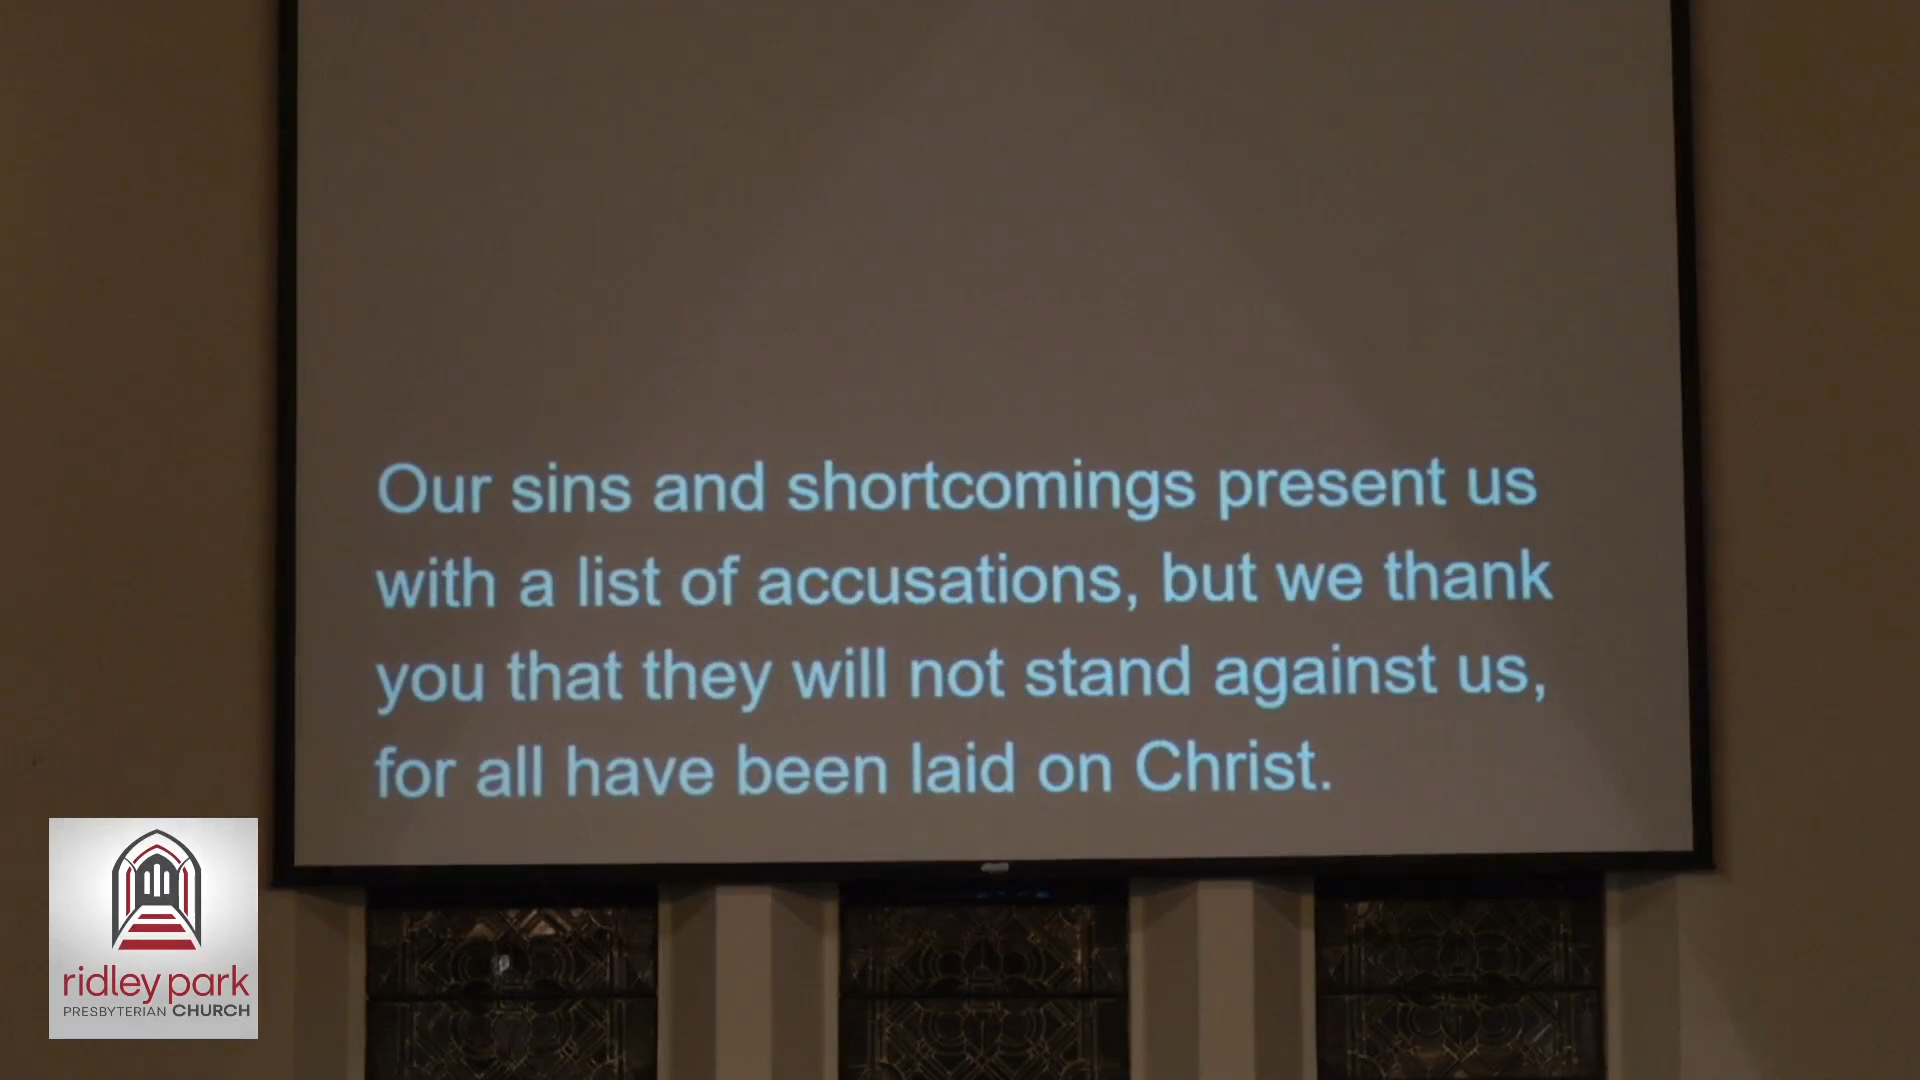 Our sins and shortcomings present us
with a list of accusations, but we thank
you that they will not stand against us,
for all have been laid on Christ.
ridley park
PRESBYTERIAN CHURCH